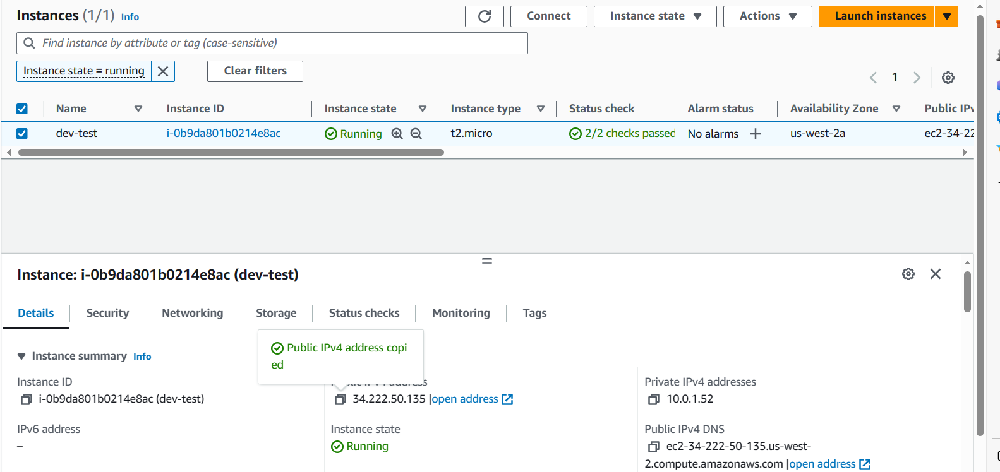 Instances (1/1) Info
Connect
Instance state
Actions
Launch instances
Find instance by attribute or tag (case-sensitive)
Instance state = running
Clear filters
1
Name Instance ID Instance state Instance type Status check Alarm status Availability Zone Public IPv
dev-test i-0b9da801b0214e8ac Running t2.micro 2/2 checks passed No alarms us-west-2a ec2-34-22
Instance: i-0b9da801b0214e8ac (dev-test)
Details Security Networking Storage Status checks Monitoring Tags
Public IPv4 address copi
ed
Instance summary Info
Instance ID
i-0b9da801b0214e8ac (dev-test)
34.222.50.135 |open address
Private IPv4 addresses
10.0.1.52
IPv6 address
–
Instance state
Running
Public IPv4 DNS
ec2-34-222-50-135.us-west-
2.compute.amazonaws.com |open address